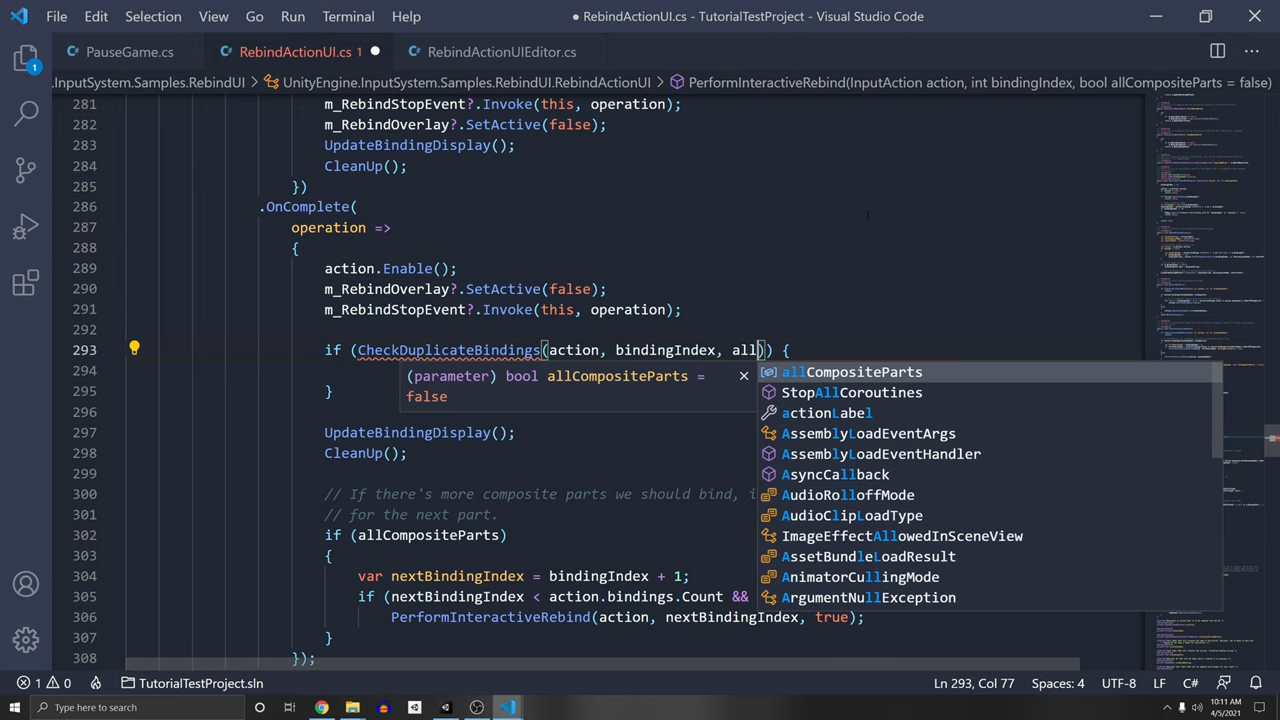 File Edit Selection View Go Run Terminal Help ● RebindActionUI.cs - TutorialTestProject - Visual Studio Code
PauseGame.cs RebindActionUI.cs 1 ● RebindActionUIEditor.cs
.InputSystem.Samples.RebindUI UnityEngine.InputSystem.Samples.RebindUI.RebindActionUI PerformInteractiveRebind(InputAction action, int bindingIndex, bool allCompositeParts = false)
281 m_RebindStopEvent?.Invoke(this, operation);
282 m_RebindOverlay?.SetActive(false);
283 UpdateBindingDisplay();
284 CleanUp();
285 })
286 .OnComplete(
287 operation =>
288 {
289 action.Enable();
290 m_RebindOverlay?.SetActive(false);
291 m_RebindStopEvent?.Invoke(this, operation);
292
293 if (CheckDuplicateBindings(action, bindingIndex, all))
(parameter) bool allCompositeParts = false
allCompositeParts
StopAllCoroutines
actionLabel
AssemblyLoadEventArgs
AssemblyLoadEventHandler
AsyncCallback
AudioRolloffMode
AudioClipLoadType
ImageEffectAllowedInSceneView
AssetBundleLoadResult
AnimatorCullingMode
ArgumentNullException
295 }
296
297 UpdateBindingDisplay();
298 CleanUp();
299
300 // If there's more composite parts we should bind, i
301 // for the next part.
302 if (allCompositeParts)
303 {
304 var nextBindingIndex = bindingIndex + 1;
305 if (nextBindingIndex < action.bindings.Count &&
306 PerformInteractiveRebind(action, nextBindingIndex, true);
307 }
308 });
1 0 TutorialTestProject.sln Ln 293, Col 77 Spaces: 4 UTF-8 LF C#
Type here to search 10:11 AM
4/5/2021